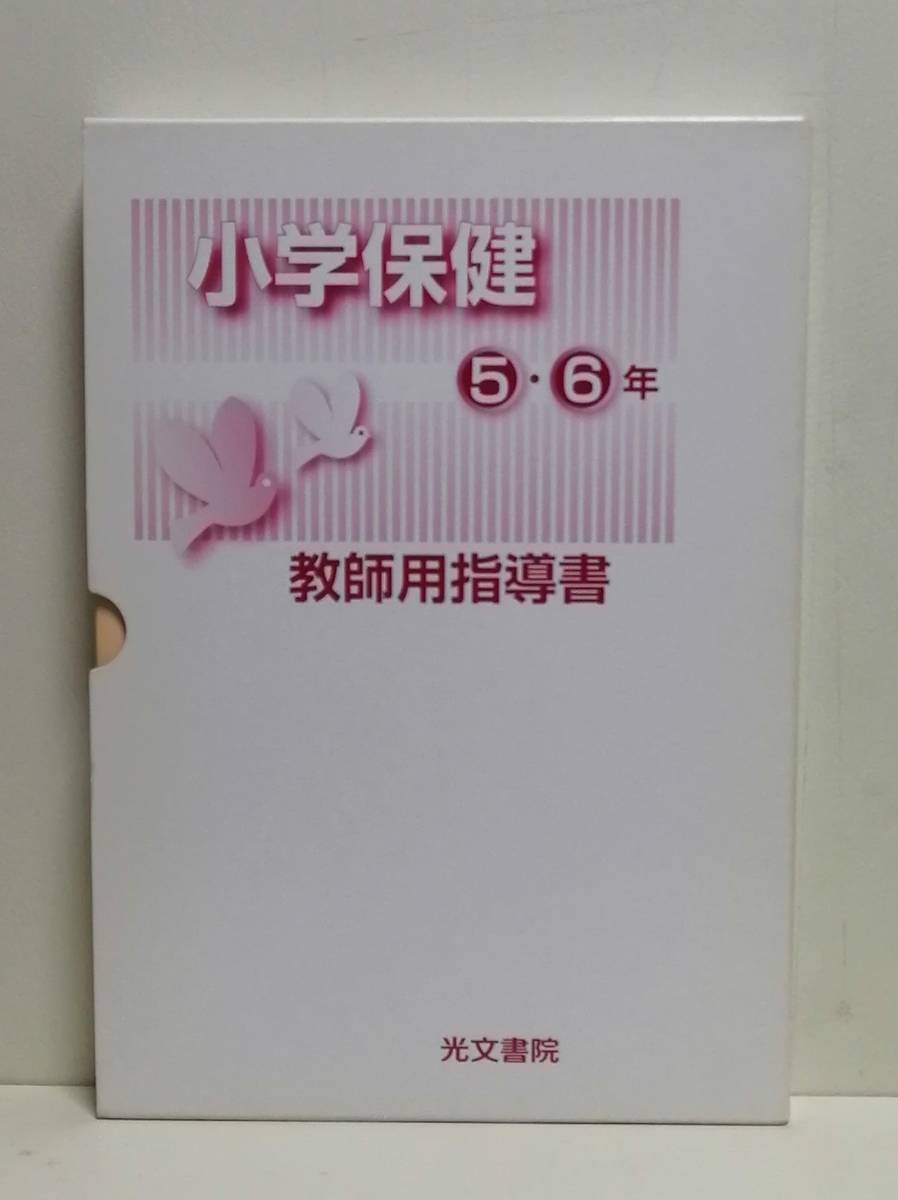 小学保健
5・6年
教師用指導書
光文書院